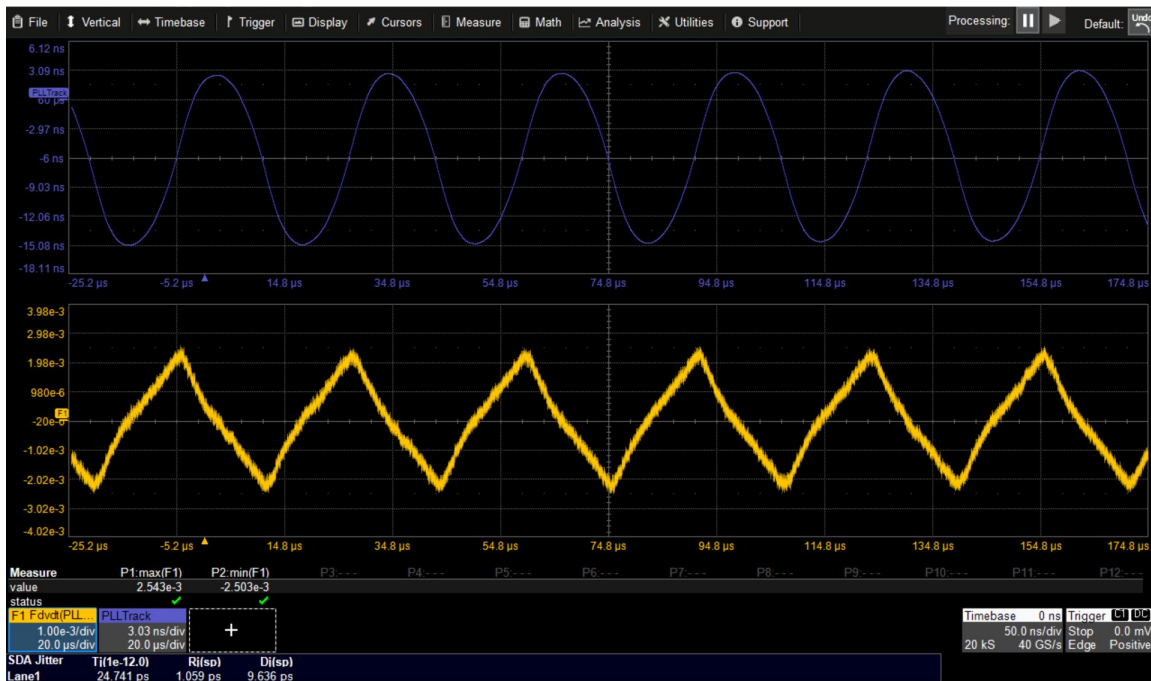 File Vertical Timebase Trigger Display Cursors Measure Math Analysis Utilities Support Processing: Default: Undo
6.12 ns
3.09 ns
PLLTrack
60 ps
-2.97 ns
-6 ns
-9.03 ns
-12.06 ns
-15.08 ns
-18.11 ns
-25.2 µs -5.2 µs 14.8 µs 34.8 µs 54.8 µs 74.8 µs 94.8 µs 114.8 µs 134.8 µs 154.8 µs 174.8 µs
3.98e-3
2.98e-3
1.98e-3
980e-6
F1
-20e-6
-1.02e-3
-2.02e-3
-3.02e-3
-4.02e-3
-25.2 µs -5.2 µs 14.8 µs 34.8 µs 54.8 µs 74.8 µs 94.8 µs 114.8 µs 134.8 µs 154.8 µs 174.8 µs
Measure P1:max(F1) P2:min(F1) P3:- - - P4:- - - P5:- - - P6:- - - P7:- - - P8:- - - P9:- - - P10:- - - P11:- - - P12:- - -
value 2.543e-3 -2.503e-3
status
F1 Fdvdt(PLL... PLLTrack
1.00e-3/div 3.03 ns/div
20.0 µs/div 20.0 µs/div
+
Timebase 0 ns Trigger C1 DC
50.0 ns/div Stop 0.0 mV
20 kS 40 GS/s Edge Positive
SDA Jitter Tj(1e-12.0) Rj(sp) Dj(sp)
Lane1 24.741 ps 1.059 ps 9.636 ps